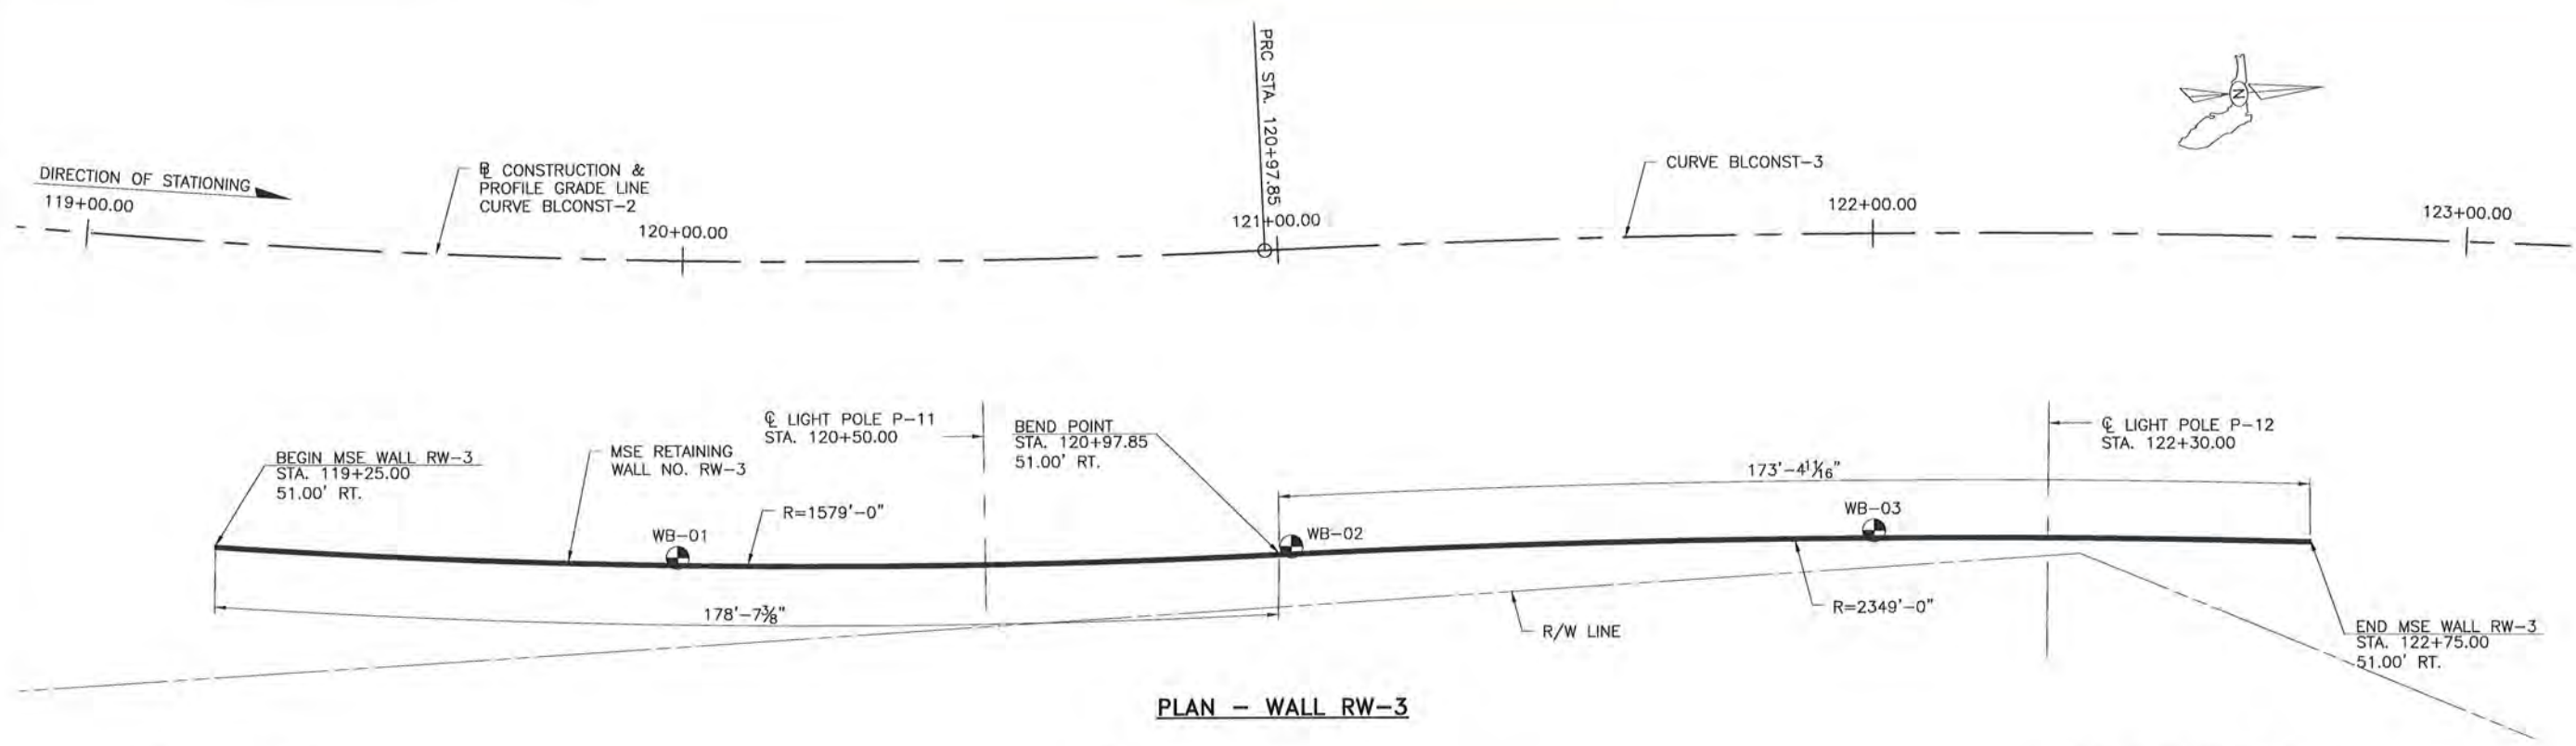 PRC STA. 120+97.85
N
DIRECTION OF STATIONING
119+00.00
℄ CONSTRUCTION &
PROFILE GRADE LINE
CURVE BLCONST-2
120+00.00
121+00.00
CURVE BLCONST-3
122+00.00
123+00.00
BEGIN MSE WALL RW-3
STA. 119+25.00
51.00' RT.
MSE RETAINING
WALL NO. RW-3
℄ LIGHT POLE P-11
STA. 120+50.00
BEND POINT
STA. 120+97.85
51.00' RT.
℄ LIGHT POLE P-12
STA. 122+30.00
173'-4 11/16"
WB-01
R=1579'-0"
WB-02
WB-03
178'-7⅜"
R=2349'-0"
R/W LINE
END MSE WALL RW-3
STA. 122+75.00
51.00' RT.
PLAN - WALL RW-3